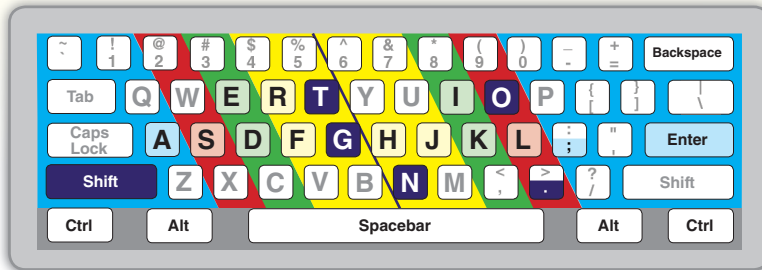 ~ ` ! 1 @ 2 # 3 $ 4 % 5 ^ 6 & 7 * 8 ( 9 ) 0 _ - + = Backspace
Tab Q W E R T Y U I O P { [ } ] | \
Caps Lock A S D F G H J K L : ; " , Enter
Shift Z X C V B N M < , > . ? / Shift
Ctrl Alt Spacebar Alt Ctrl